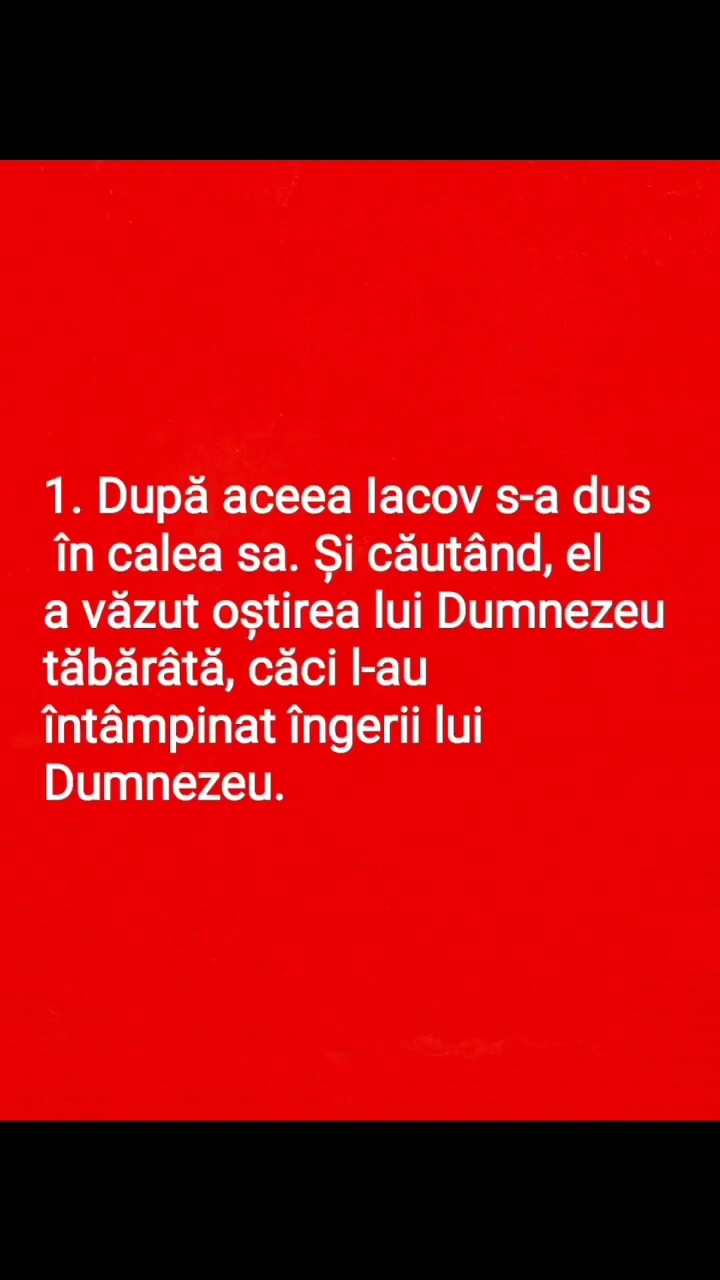 1. După aceea Iacov s-a dus
în calea sa. Și căutând, el
a văzut oștirea lui Dumnezeu
tăbărâtă, căci l-au
întâmpinat îngerii lui
Dumnezeu.